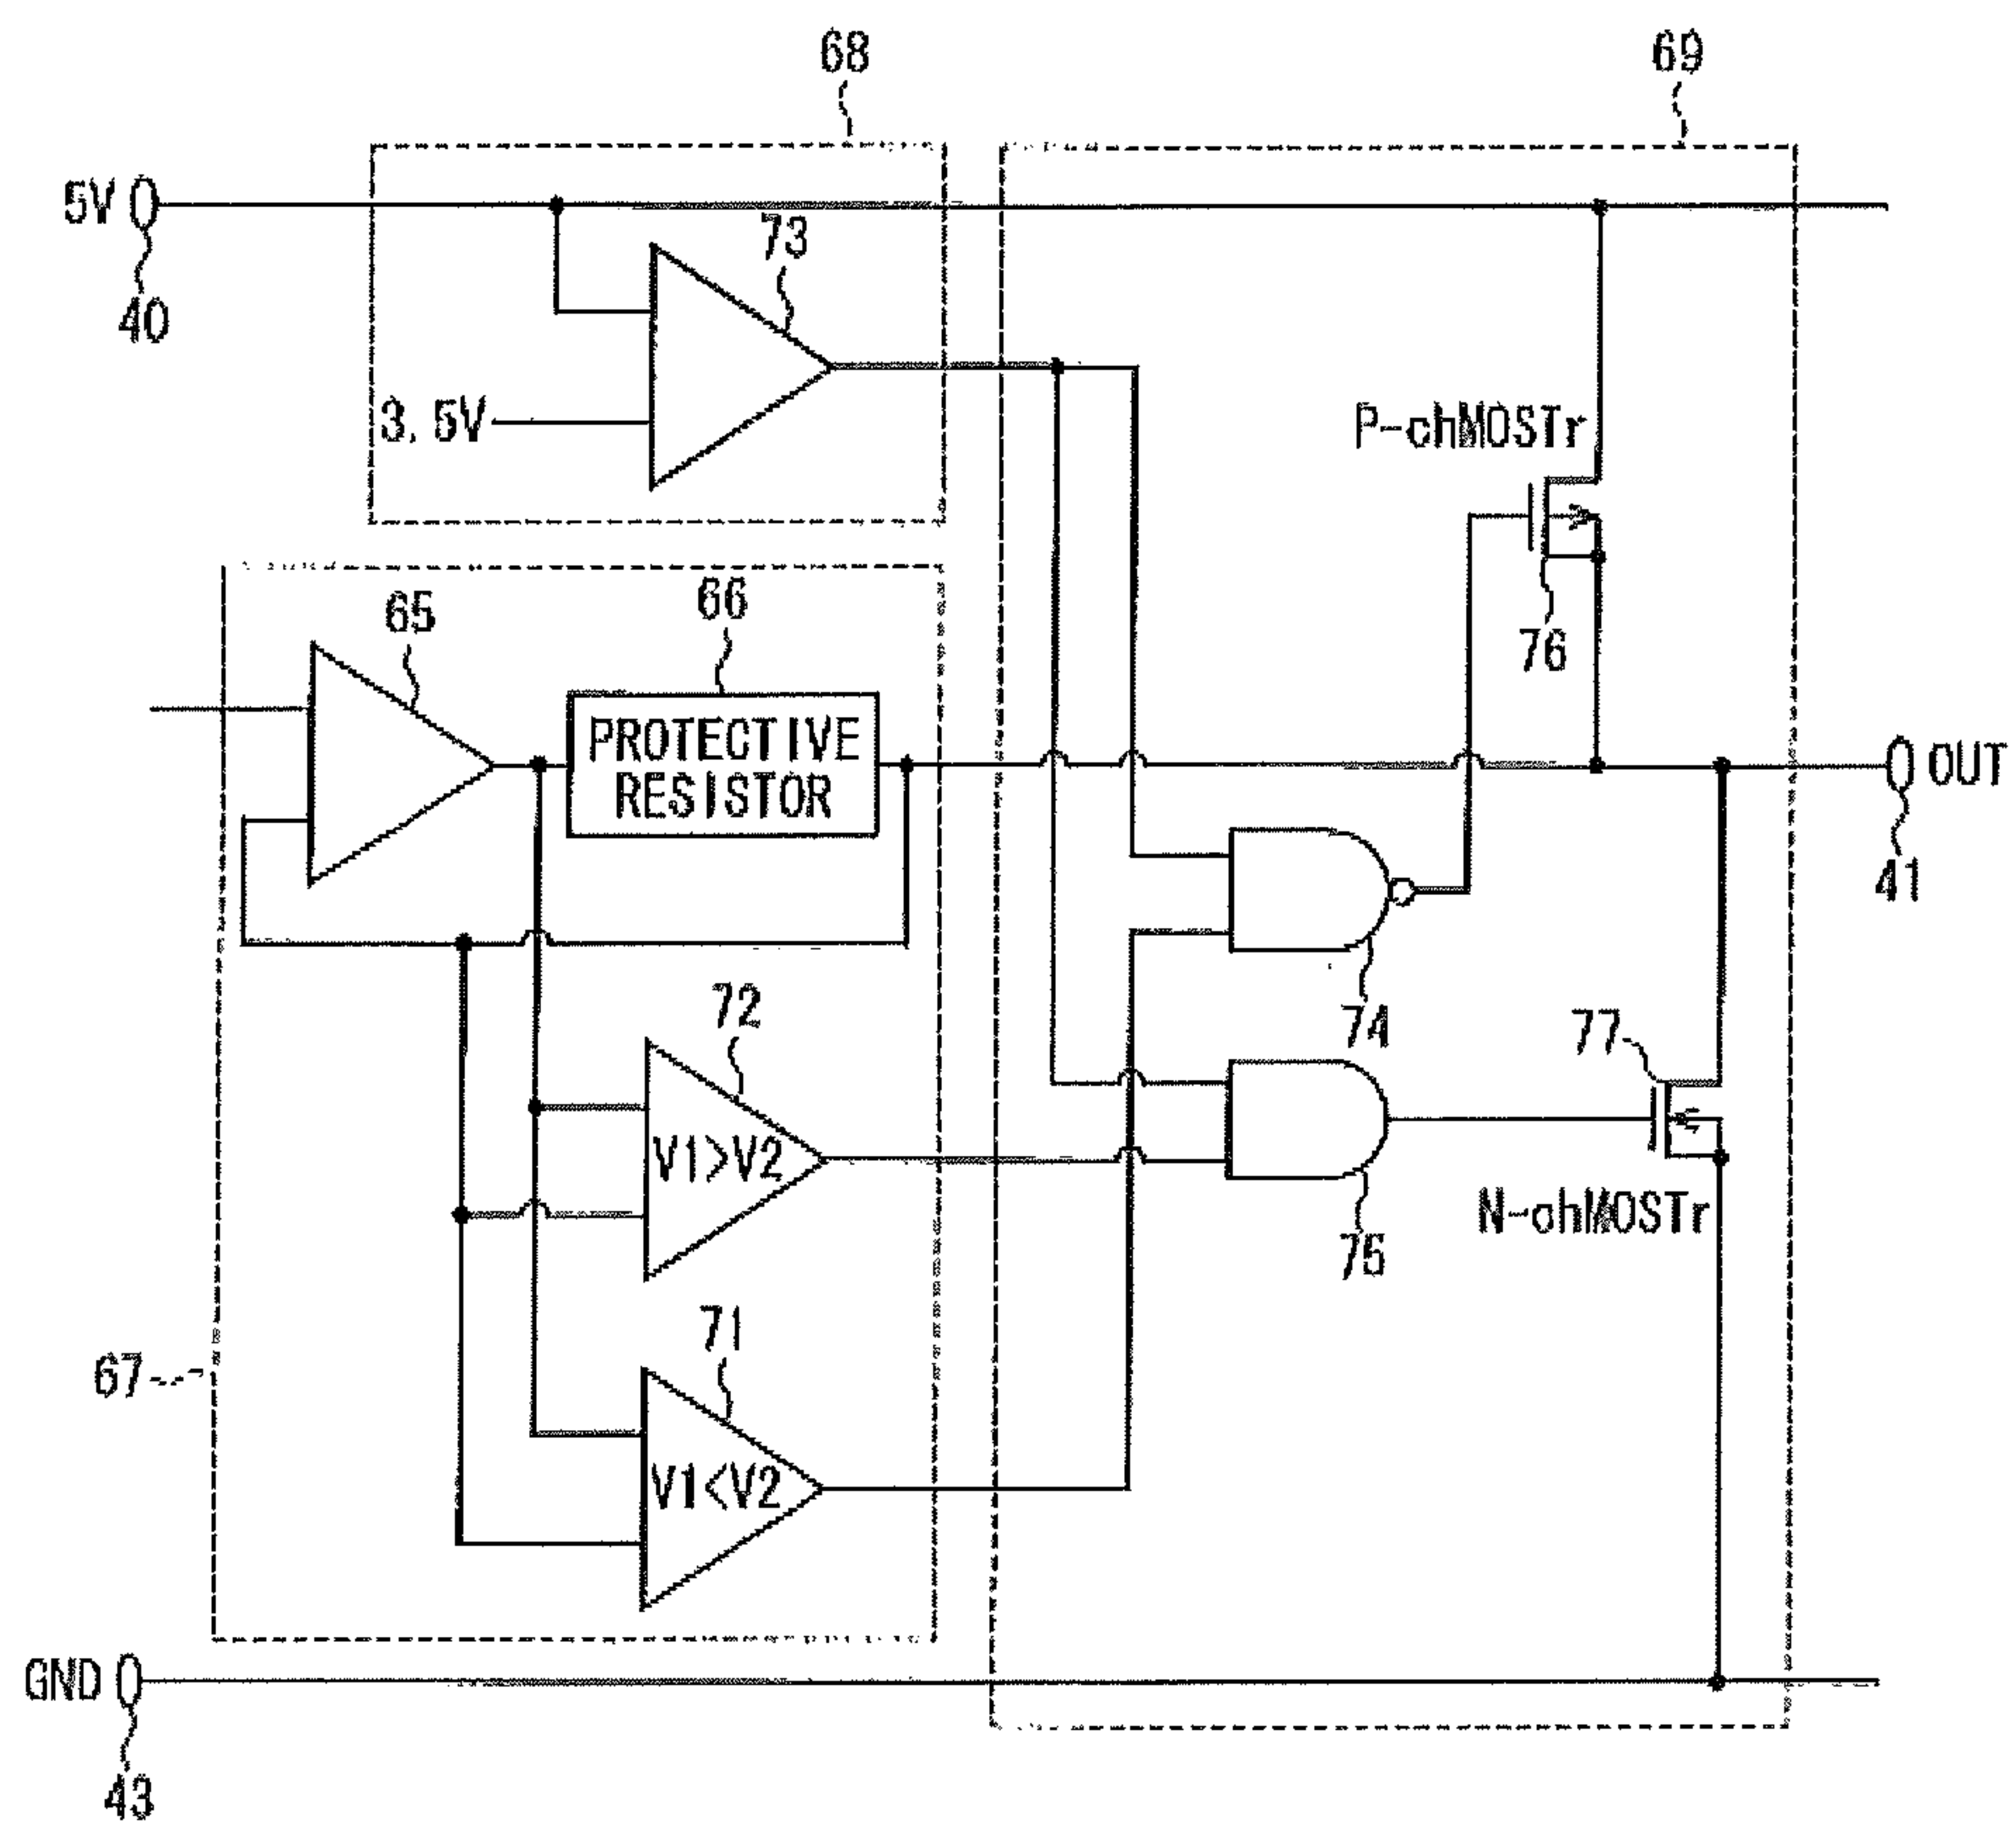 68
69
5V
40
73
3.5V
P-chMOSTr
76
65
66
PROTECTIVE
RESISTOR
OUT
41
74
72
V1>V2
77
75
N-chMOSTr
71
V1<V2
67
GND
43